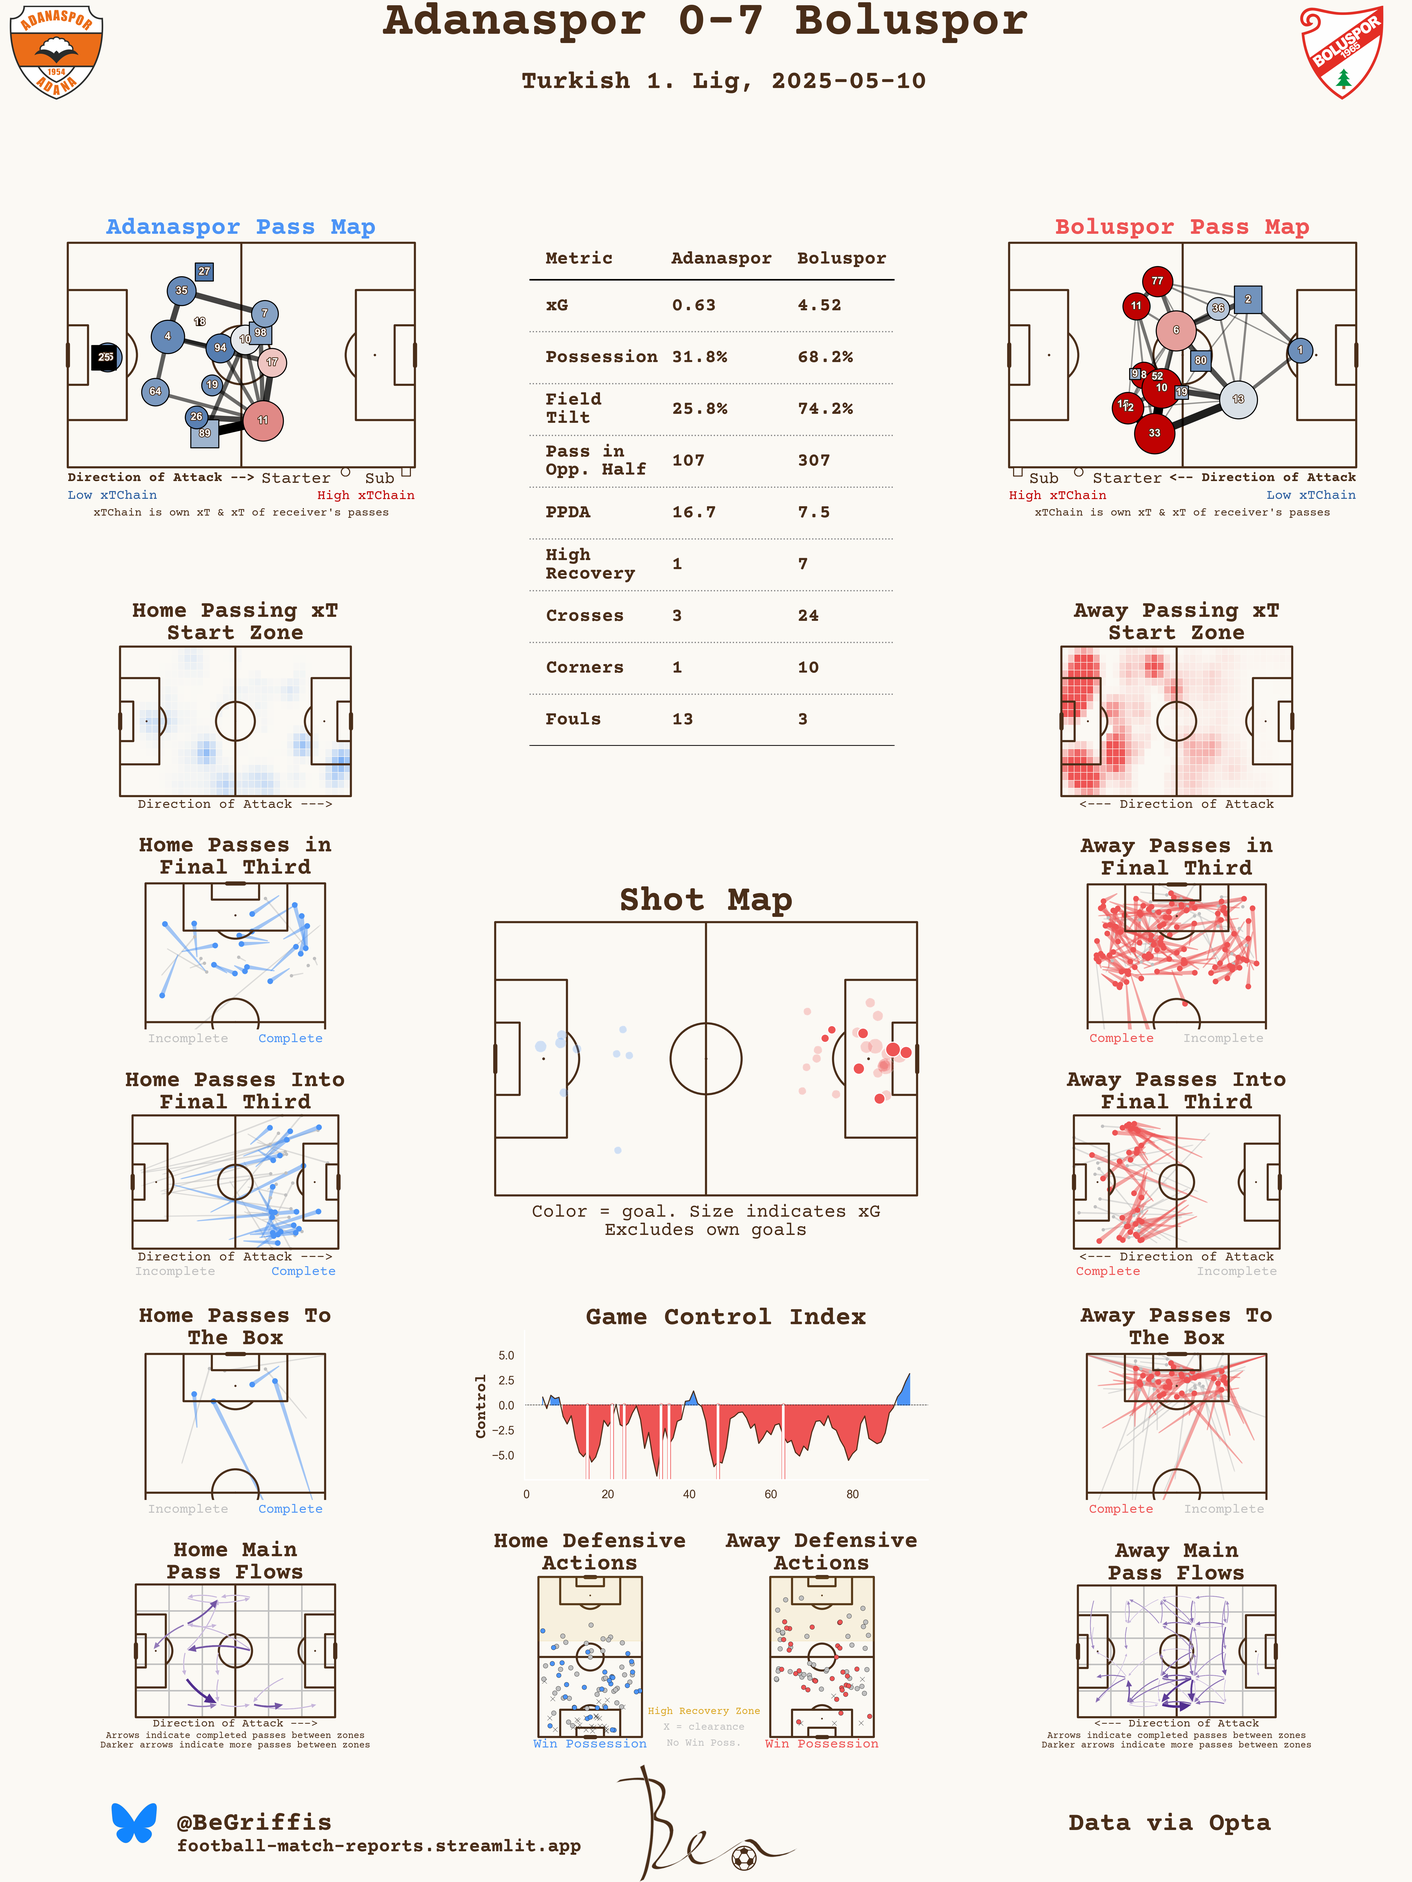 Adanaspor 0-7 Boluspor
Turkish 1. Lig, 2025-05-10
ADANASPOR
1954
ADANA
BOLUSPOR
1965
Adanaspor Pass Map
27
35
7
18
98
4
10
94
17
25
19
64
26
11
89
Direction of Attack --> Starter Sub
Low xTChain High xTChain
xTChain is own xT & xT of receiver's passes
Metric Adanaspor Boluspor
xG 0.63 4.52
Possession 31.8% 68.2%
Field
Tilt 25.8% 74.2%
Pass in
Opp. Half 107 307
PPDA 16.7 7.5
High
Recovery 1 7
Crosses 3 24
Corners 1 10
Fouls 13 3
Boluspor Pass Map
77
11
36
2
6
1
80
9
8
52
10
19
13
12
33
Sub Starter <-- Direction of Attack
High xTChain Low xTChain
xTChain is own xT & xT of receiver's passes
Home Passing xT
Start Zone
Direction of Attack --->
Away Passing xT
Start Zone
<--- Direction of Attack
Home Passes in
Final Third
Incomplete Complete
Away Passes in
Final Third
Complete Incomplete
Shot Map
Color = goal. Size indicates xG
Excludes own goals
Home Passes Into
Final Third
Direction of Attack --->
Incomplete Complete
Away Passes Into
Final Third
<--- Direction of Attack
Complete Incomplete
Home Passes To
The Box
Incomplete Complete
Game Control Index
Control
5.0
2.5
0.0
−2.5
−5.0
0 20 40 60 80
Away Passes To
The Box
Complete Incomplete
Home Main
Pass Flows
Direction of Attack --->
Arrows indicate completed passes between zones
Darker arrows indicate more passes between zones
Home Defensive
Actions
Win Possession
High Recovery Zone
X = clearance
No Win Poss.
Away Defensive
Actions
Win Possession
Away Main
Pass Flows
<--- Direction of Attack
Arrows indicate completed passes between zones
Darker arrows indicate more passes between zones
@BeGriffis
football-match-reports.streamlit.app
Ben
Data via Opta